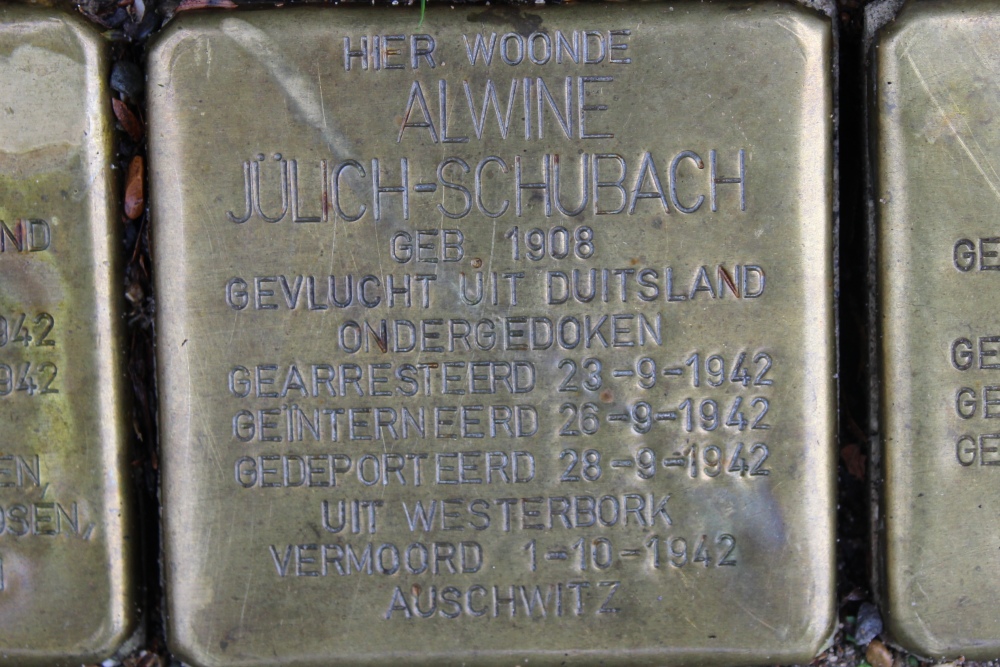 HIER WOONDE
ALWINE
JÜLICH-SCHUBACH
GEB. 1908
GEVLUCHT UIT DUITSLAND
ONDERGEDOKEN
GEARRESTEERD 23-9-1942
GEÏNTERNEERD 26-9-1942
GEDEPORTEERD 28-9-1942
UIT WESTERBORK
VERMOORD 1-10-1942
AUSCHWITZ